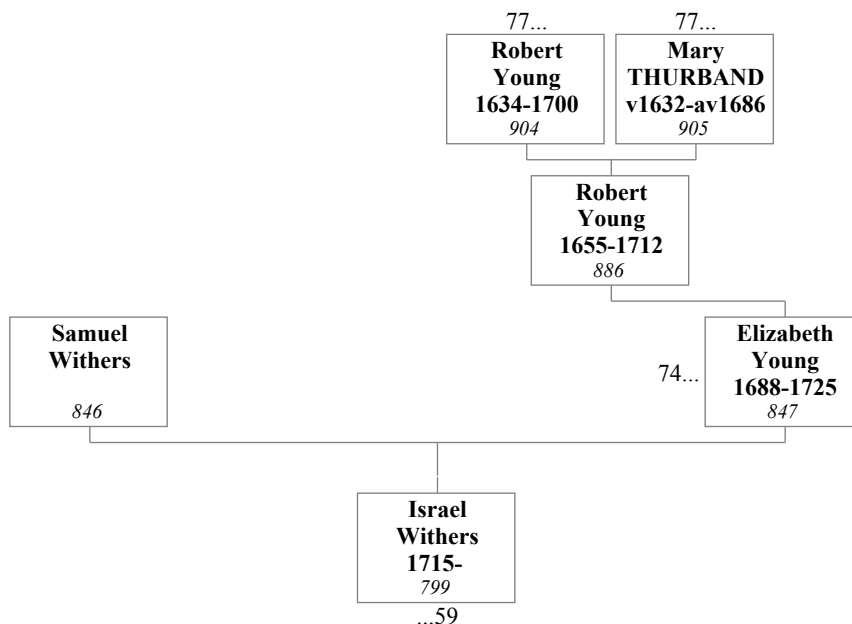 77...
Robert
Young
1634-1700
904
77...
Mary
THURBAND
v1632-av1686
905
Robert
Young
1655-1712
886
Samuel
Withers
846
74...
Elizabeth
Young
1688-1725
847
Israel
Withers
1715-
799
...59